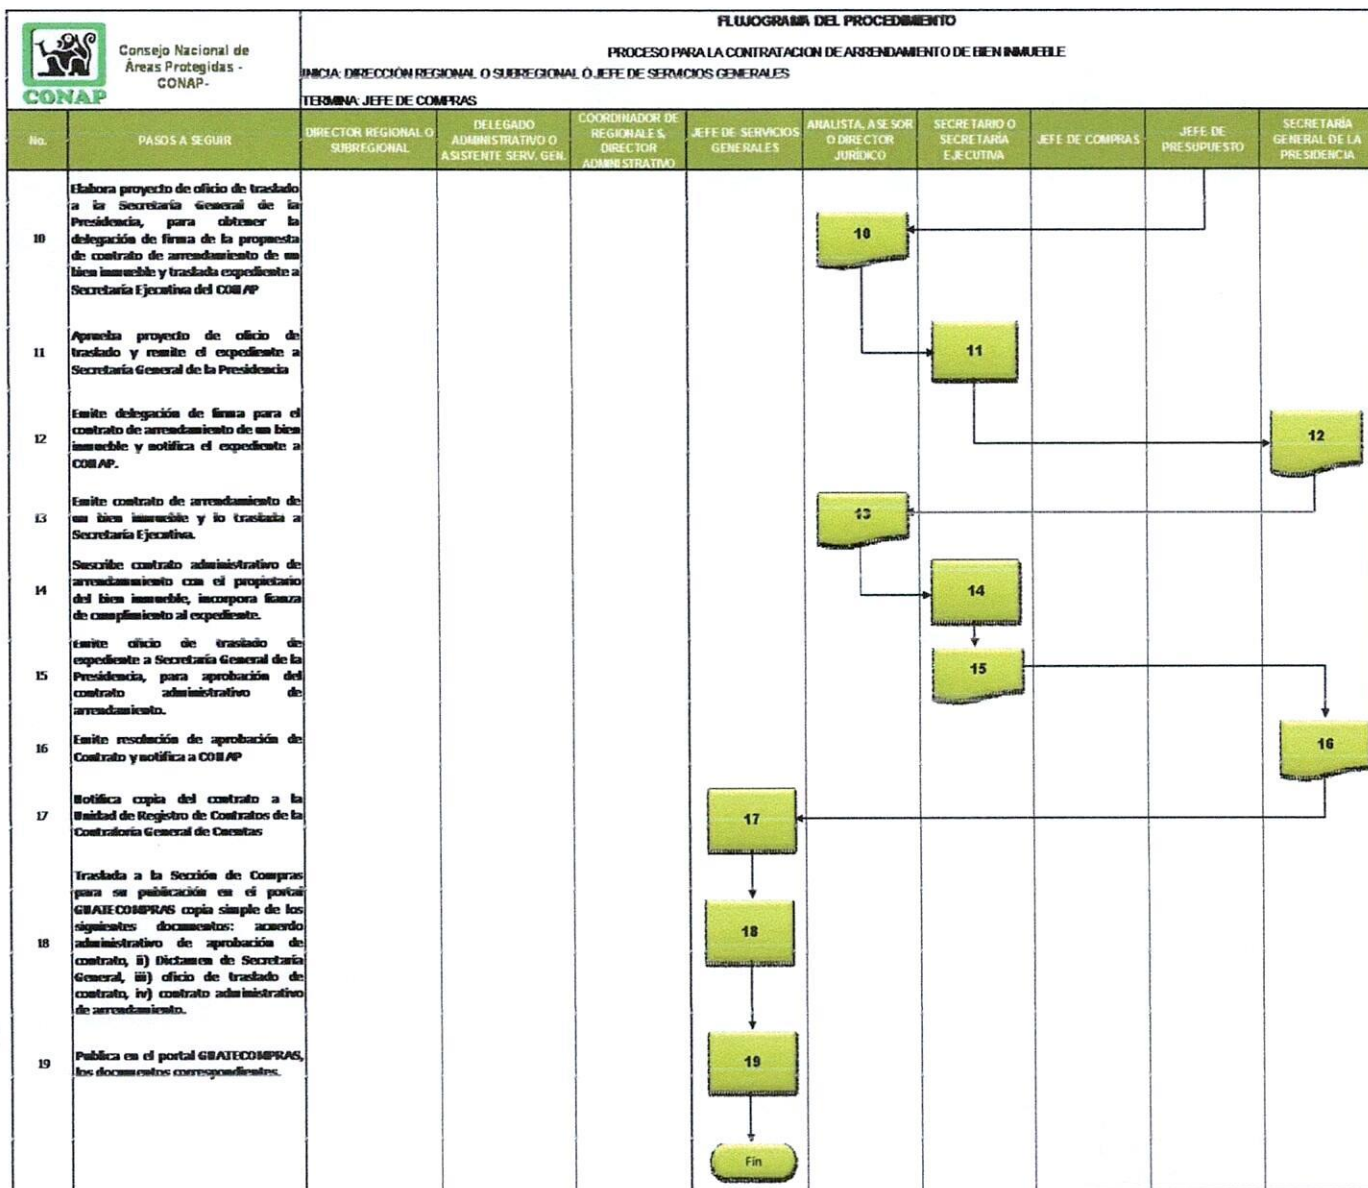 FLUJOGRAMA DEL PROCEDIMIENTO
Consejo Nacional de
Áreas Protegidas -
CONAP-
CONAP
PROCESO PARA LA CONTRATACION DE ARRENDAMIENTO DE BIEN INMUEBLE
INICIA: DIRECCIÓN REGIONAL O SUBREGIONAL Ó JEFE DE SERVICIOS GENERALES
TERMINA: JEFE DE COMPRAS
No.
PASOS A SEGUIR
DIRECTOR REGIONAL O
SUBREGIONAL
DELEGADO
ADMINISTRATIVO O
ASISTENTE SERV. GEN.
COORDINADOR DE
REGIONALES,
DIRECTOR
ADMINISTRATIVO
JEFE DE SERVICIOS
GENERALES
ANALISTA, ASESOR
O DIRECTOR
JURÍDICO
SECRETARIO O
SECRETARÍA
EJECUTIVA
JEFE DE COMPRAS
JEFE DE
PRESUPUESTO
SECRETARÍA
GENERAL DE LA
PRESIDENCIA
10
Elabora proyecto de oficio de traslado
a la Secretaría General de la
Presidencia, para obtener la
delegación de firma de la propuesta
de contrato de arrendamiento de un
bien inmueble y traslada expediente a
Secretaría Ejecutiva del CONAP
10
11
Aprueba proyecto de oficio de
traslado y remite el expediente a
Secretaría General de la Presidencia
11
12
Emite delegación de firma para el
contrato de arrendamiento de un bien
inmueble y notifica el expediente a
CONAP.
12
13
Emite contrato de arrendamiento de
un bien inmueble y lo traslada a
Secretaría Ejecutiva.
13
14
Suscribe contrato administrativo de
arrendamiento con el propietario
del bien inmueble, incorpora fianza
de cumplimiento al expediente.
14
15
Emite oficio de traslado de
expediente a Secretaría General de la
Presidencia, para aprobación del
contrato administrativo de
arrendamiento.
15
16
Emite resolución de aprobación de
Contrato y notifica a CONAP
16
17
Notifica copia del contrato a la
Unidad de Registro de Contratos de la
Contraloría General de Cuentas
17
18
Traslada a la Sección de Compras
para su publicación en el portal
GUATECOMPRAS copia simple de los
siguientes documentos: acuerdo
administrativo de aprobación de
contrato, ii) Dictamen de Secretaría
General, iii) oficio de traslado de
contrato, iv) contrato administrativo
de arrendamiento.
18
19
Publica en el portal GUATECOMPRAS,
los documentos correspondientes.
19
Fin